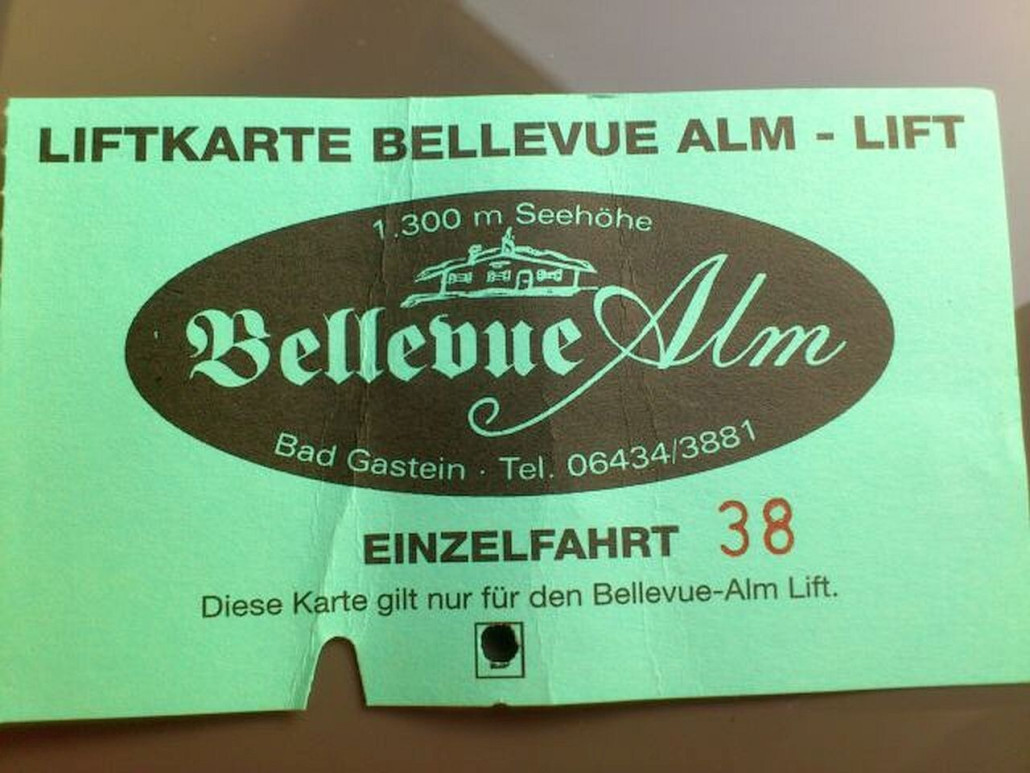 LIFTKARTE BELLEVUE ALM - LIFT
1.300 m Seehöhe
Bellevue Alm
Bad Gastein · Tel. 06434/3881
EINZELFAHRT 38
Diese Karte gilt nur für den Bellevue-Alm Lift.